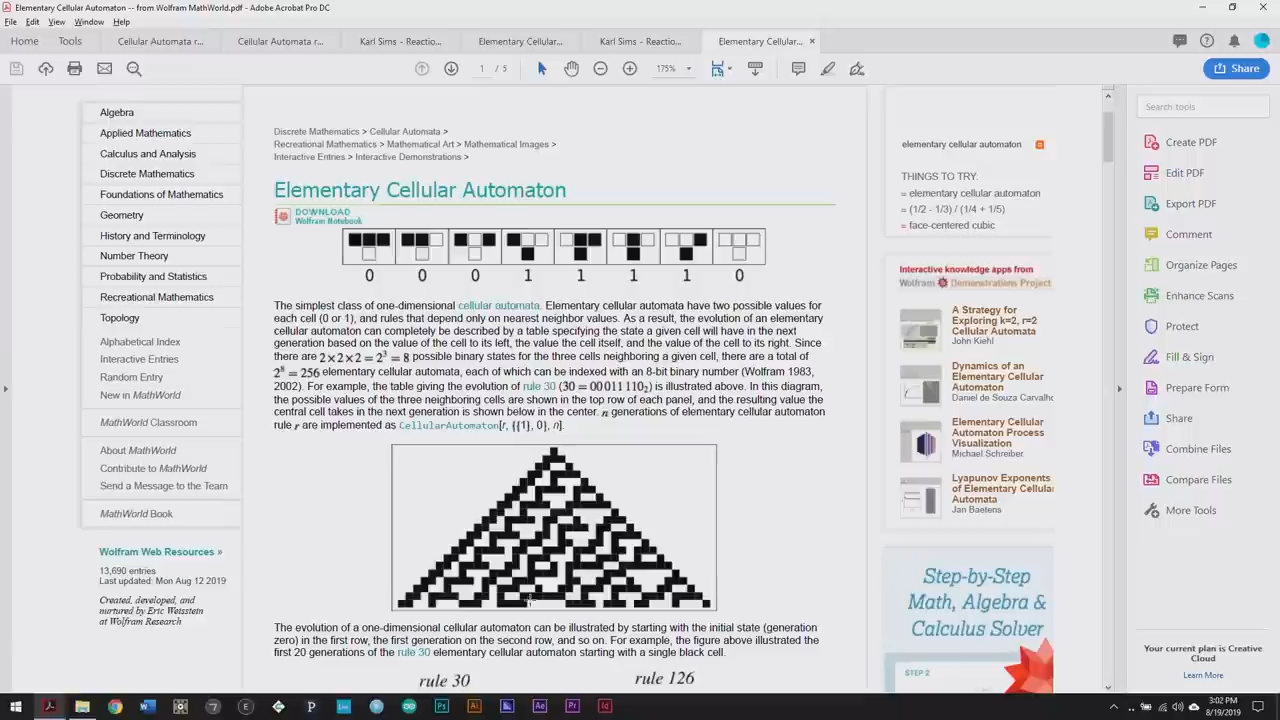 Elementary Cellular Automaton -- from Wolfram MathWorld.pdf - Adobe Acrobat Pro DC
File Edit View Window Help
Home Tools Cellular Automata r... Cellular Automata r... Karl Sims - Reactio... Elementary Cellular... Karl Sims - Reactio... Elementary Cellular... ×
1 / 5 175% Share
Algebra
Applied Mathematics
Calculus and Analysis
Discrete Mathematics
Foundations of Mathematics
Geometry
History and Terminology
Number Theory
Probability and Statistics
Recreational Mathematics
Topology
Alphabetical Index
Interactive Entries
Random Entry
New in MathWorld
MathWorld Classroom
About MathWorld
Contribute to MathWorld
Send a Message to the Team
MathWorld Book
Wolfram Web Resources »
13,690 entries
Last updated: Mon Aug 12 2019
Created, developed, and
nurtured by Eric Weisstein
at Wolfram Research
Discrete Mathematics > Cellular Automata >
Recreational Mathematics > Mathematical Art > Mathematical Images >
Interactive Entries > Interactive Demonstrations >
Elementary Cellular Automaton
DOWNLOAD
Wolfram Notebook
0 0 0 1 1 1 1 0
The simplest class of one-dimensional cellular automata. Elementary cellular automata have two possible values for
each cell (0 or 1), and rules that depend only on nearest neighbor values. As a result, the evolution of an elementary
cellular automaton can completely be described by a table specifying the state a given cell will have in the next
generation based on the value of the cell to its left, the value the cell itself, and the value of the cell to its right. Since
there are 2×2×2=2³=8 possible binary states for the three cells neighboring a given cell, there are a total of
2⁸=256 elementary cellular automata, each of which can be indexed with an 8-bit binary number (Wolfram 1983,
2002). For example, the table giving the evolution of rule 30 (30=00011110₂) is illustrated above. In this diagram,
the possible values of the three neighboring cells are shown in the top row of each panel, and the resulting value the
central cell takes in the next generation is shown below in the center. n generations of elementary cellular automaton
rule r are implemented as CellularAutomaton[r, {{1}, 0}, n].
The evolution of a one-dimensional cellular automaton can be illustrated by starting with the initial state (generation
zero) in the first row, the first generation on the second row, and so on. For example, the figure above illustrated the
first 20 generations of the rule 30 elementary cellular automaton starting with a single black cell.
rule 30 rule 126
elementary cellular automaton
THINGS TO TRY:
= elementary cellular automaton
= (1/2 - 1/3) / (1/4 + 1/5)
= face-centered cubic
Interactive knowledge apps from
Wolfram Demonstrations Project
A Strategy for
Exploring k=2, r=2
Cellular Automata
John Kiehl
Dynamics of an
Elementary Cellular
Automaton
Daniel de Souza Carvalho
Elementary Cellular
Automaton Process
Visualization
Michael Schreiber
Lyapunov Exponents
of Elementary Cellular
Automata
Jan Baetens
Step-by-Step
Math, Algebra &
Calculus Solver
STEP 2
Search tools
Create PDF
Edit PDF
Export PDF
Comment
Organize Pages
Enhance Scans
Protect
Fill & Sign
Prepare Form
Share
Combine Files
Compare Files
More Tools
Your current plan is Creative
Cloud
Learn More
W 7 E P Live Ps Ai Ae Pr Id
3:02 PM
8/19/2019